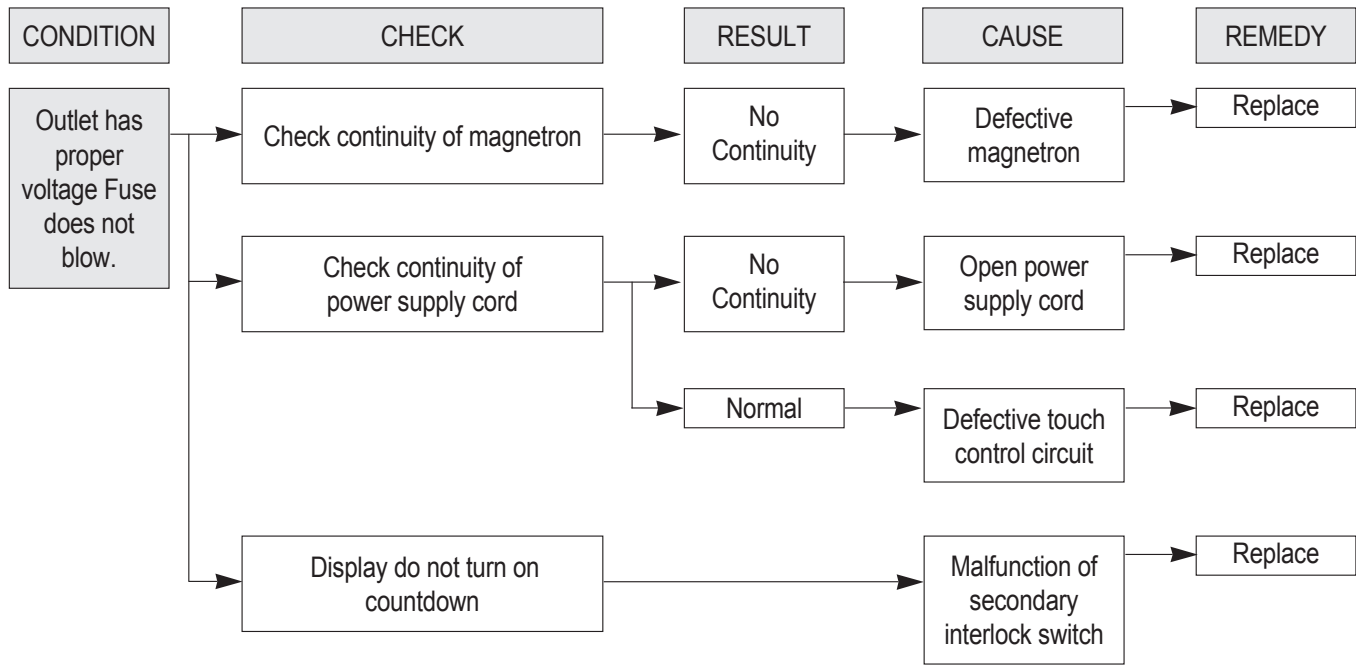 CONDITION
CHECK
RESULT
CAUSE
REMEDY
Outlet has
proper
voltage Fuse
does not
blow.
Check continuity of magnetron
No
Continuity
Defective
magnetron
Replace
Check continuity of
power supply cord
No
Continuity
Open power
supply cord
Replace
Normal
Defective touch
control circuit
Replace
Display do not turn on
countdown
Malfunction of
secondary
interlock switch
Replace